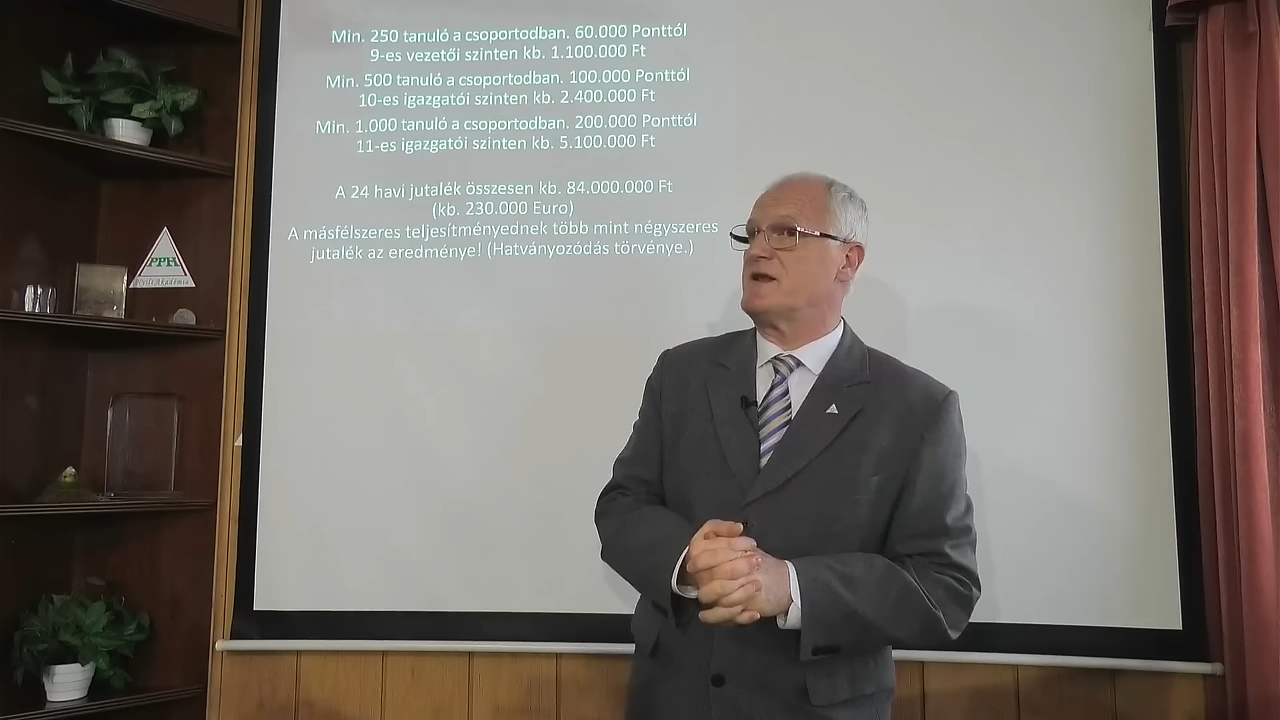 Min. 250 tanuló a csoportodban. 60.000 Ponttól
9-es vezetői szinten kb. 1.100.000 Ft
Min. 500 tanuló a csoportodban. 100.000 Ponttól
10-es igazgatói szinten kb. 2.400.000 Ft
Min. 1.000 tanuló a csoportodban. 200.000 Ponttól
11-es igazgatói szinten kb. 5.100.000 Ft
A 24 havi jutalék összesen kb. 84.000.000 Ft
(kb. 230.000 Euro)
A másfélszeres teljesítményednek több mint négyszeres
jutalék az eredménye! (Hatványozódás törvénye.)
PPH
Nyílt Akadémia